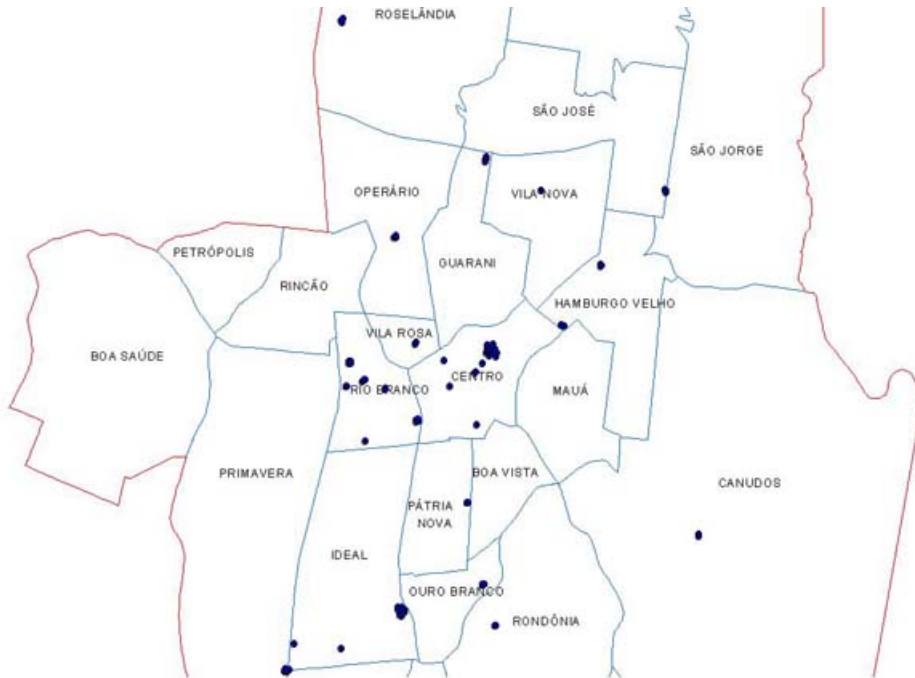 ROSELÂNDIA
SÃO JOSÉ
SÃO JORGE
OPERÁRIO
VILA NOVA
PETRÓPOLIS
GUARANI
RINCÃO
HAMBURGO VELHO
VILA ROSA
BOA SAÚDE
CENTRO
RIO BRANCO
MAUÁ
PRIMAVERA
BOA VISTA
CANUDOS
PÁTRIA
NOVA
IDEAL
OURO BRANCO
RONDÔNIA